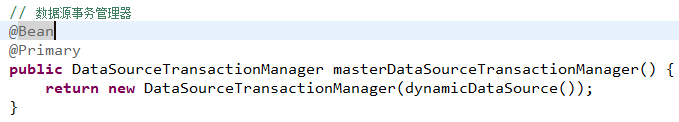 // 数据源事务管理器
@Bean
@Primary
public DataSourceTransactionManager masterDataSourceTransactionManager() {
    return new DataSourceTransactionManager(dynamicDataSource());
}